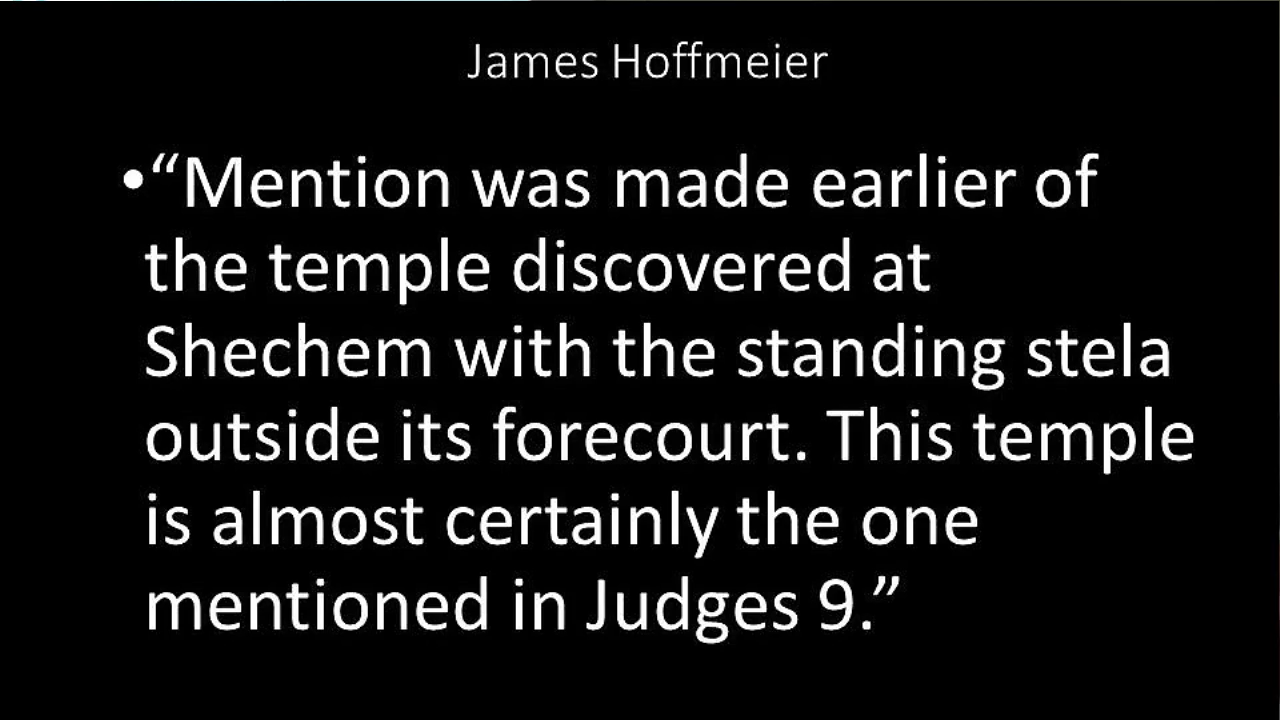 James Hoffmeier
•“Mention was made earlier of
the temple discovered at
Shechem with the standing stela
outside its forecourt. This temple
is almost certainly the one
mentioned in Judges 9.”